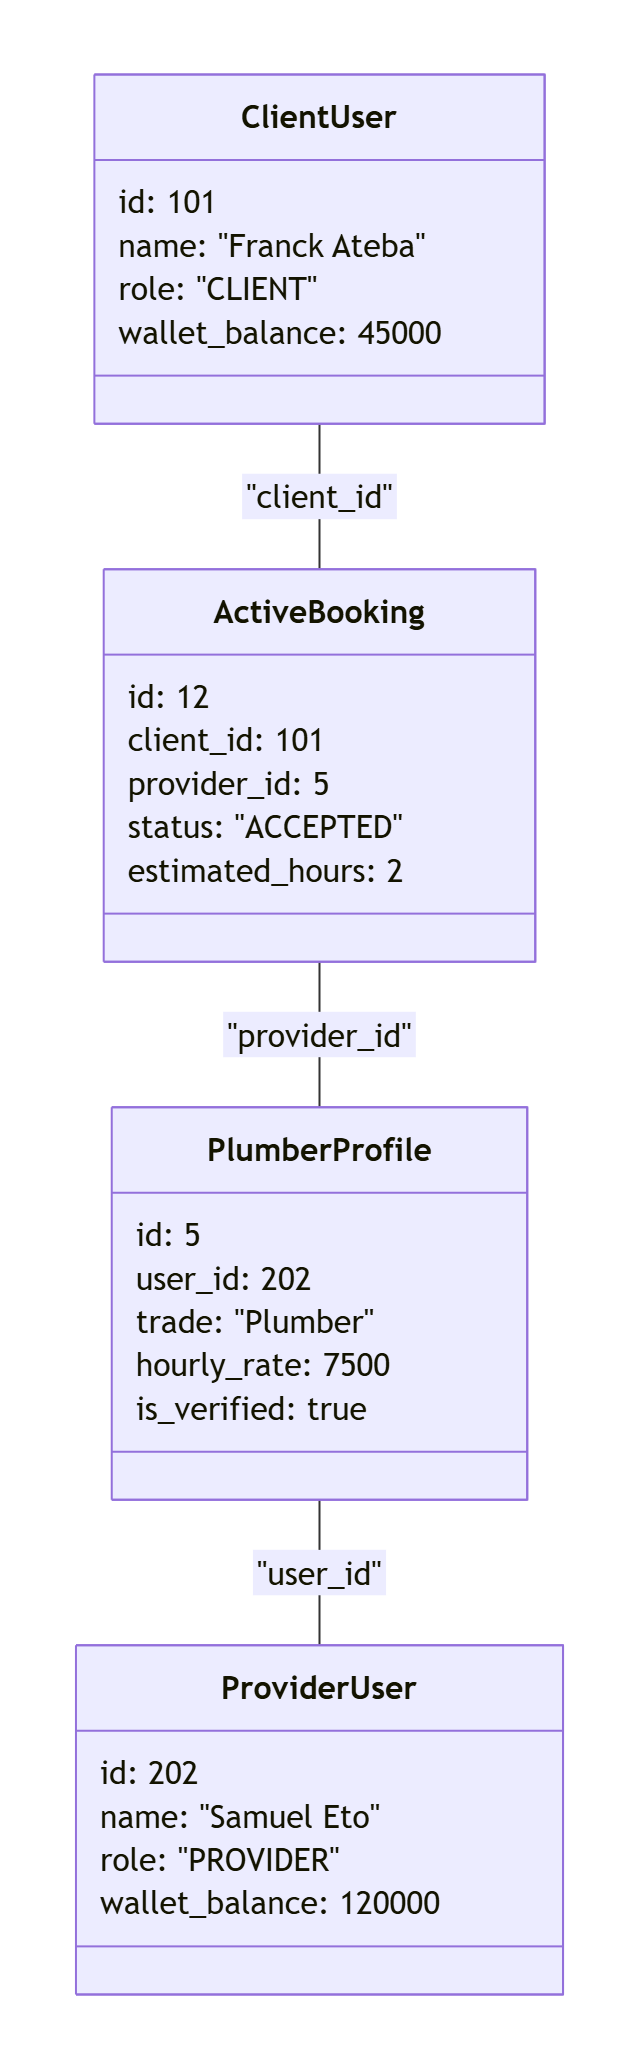 ClientUser
id: 101
name: "Franck Ateba"
role: "CLIENT"
wallet_balance: 45000
"client_id"
ActiveBooking
id: 12
client_id: 101
provider_id: 5
status: "ACCEPTED"
estimated_hours: 2
"provider_id"
PlumberProfile
id: 5
user_id: 202
trade: "Plumber"
hourly_rate: 7500
is_verified: true
"user_id"
ProviderUser
id: 202
name: "Samuel Eto"
role: "PROVIDER"
wallet_balance: 120000